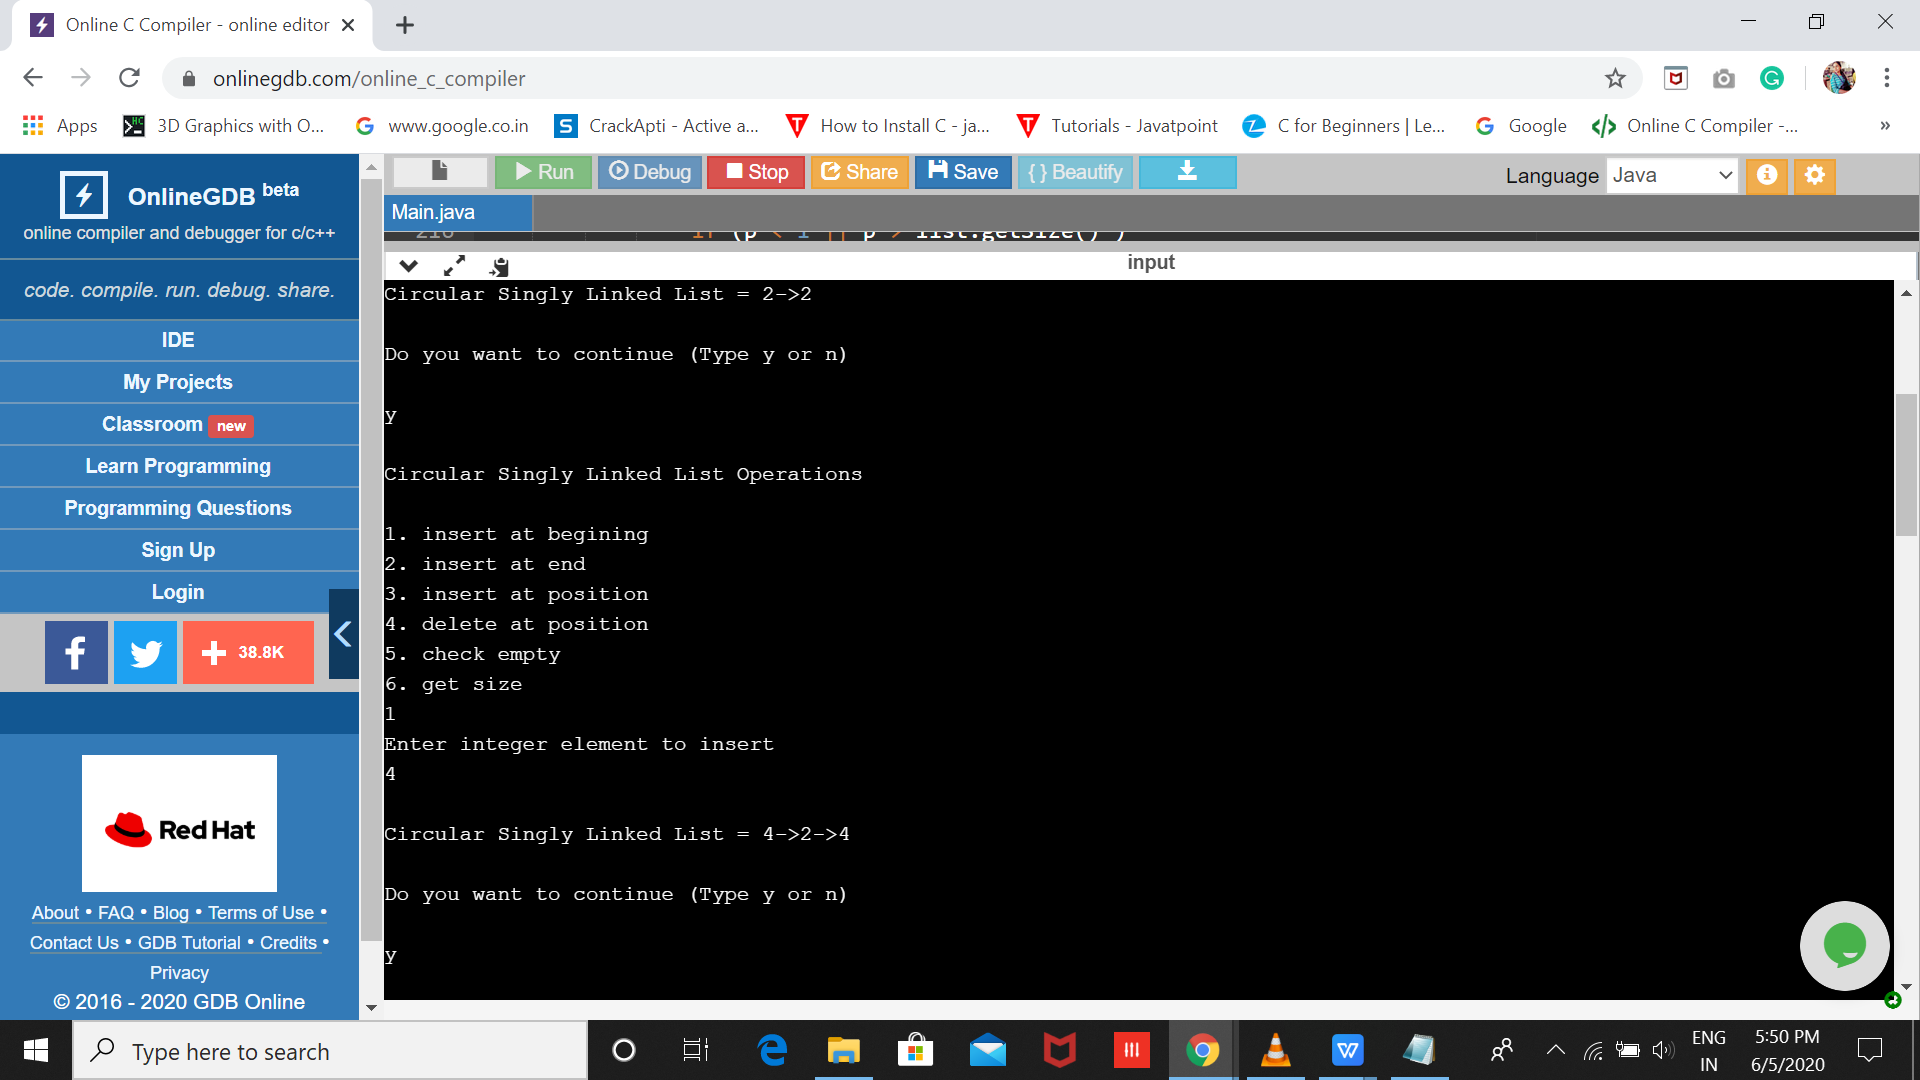 Online C Compiler - online editor
onlinegdb.com/online_c_compiler
Apps 3D Graphics with O... www.google.co.in CrackApti - Active a... How to Install C - ja... Tutorials - Javatpoint C for Beginners | Le... Google Online C Compiler -... »
OnlineGDB beta
online compiler and debugger for c/c++
code. compile. run. debug. share.
IDE
My Projects
Classroom new
Learn Programming
Programming Questions
Sign Up
Login
38.8K
Red Hat
About • FAQ • Blog • Terms of Use •
Contact Us • GDB Tutorial • Credits •
Privacy
© 2016 - 2020 GDB Online
Run Debug Stop Share Save {} Beautify
Language Java
Main.java
216 if (p < 1 || p > list.getSize() )
input
Circular Singly Linked List = 2->2
Do you want to continue (Type y or n)
y
Circular Singly Linked List Operations
1. insert at begining
2. insert at end
3. insert at position
4. delete at position
5. check empty
6. get size
1
Enter integer element to insert
4
Circular Singly Linked List = 4->2->4
Do you want to continue (Type y or n)
y
Type here to search
ENG
IN
5:50 PM
6/5/2020